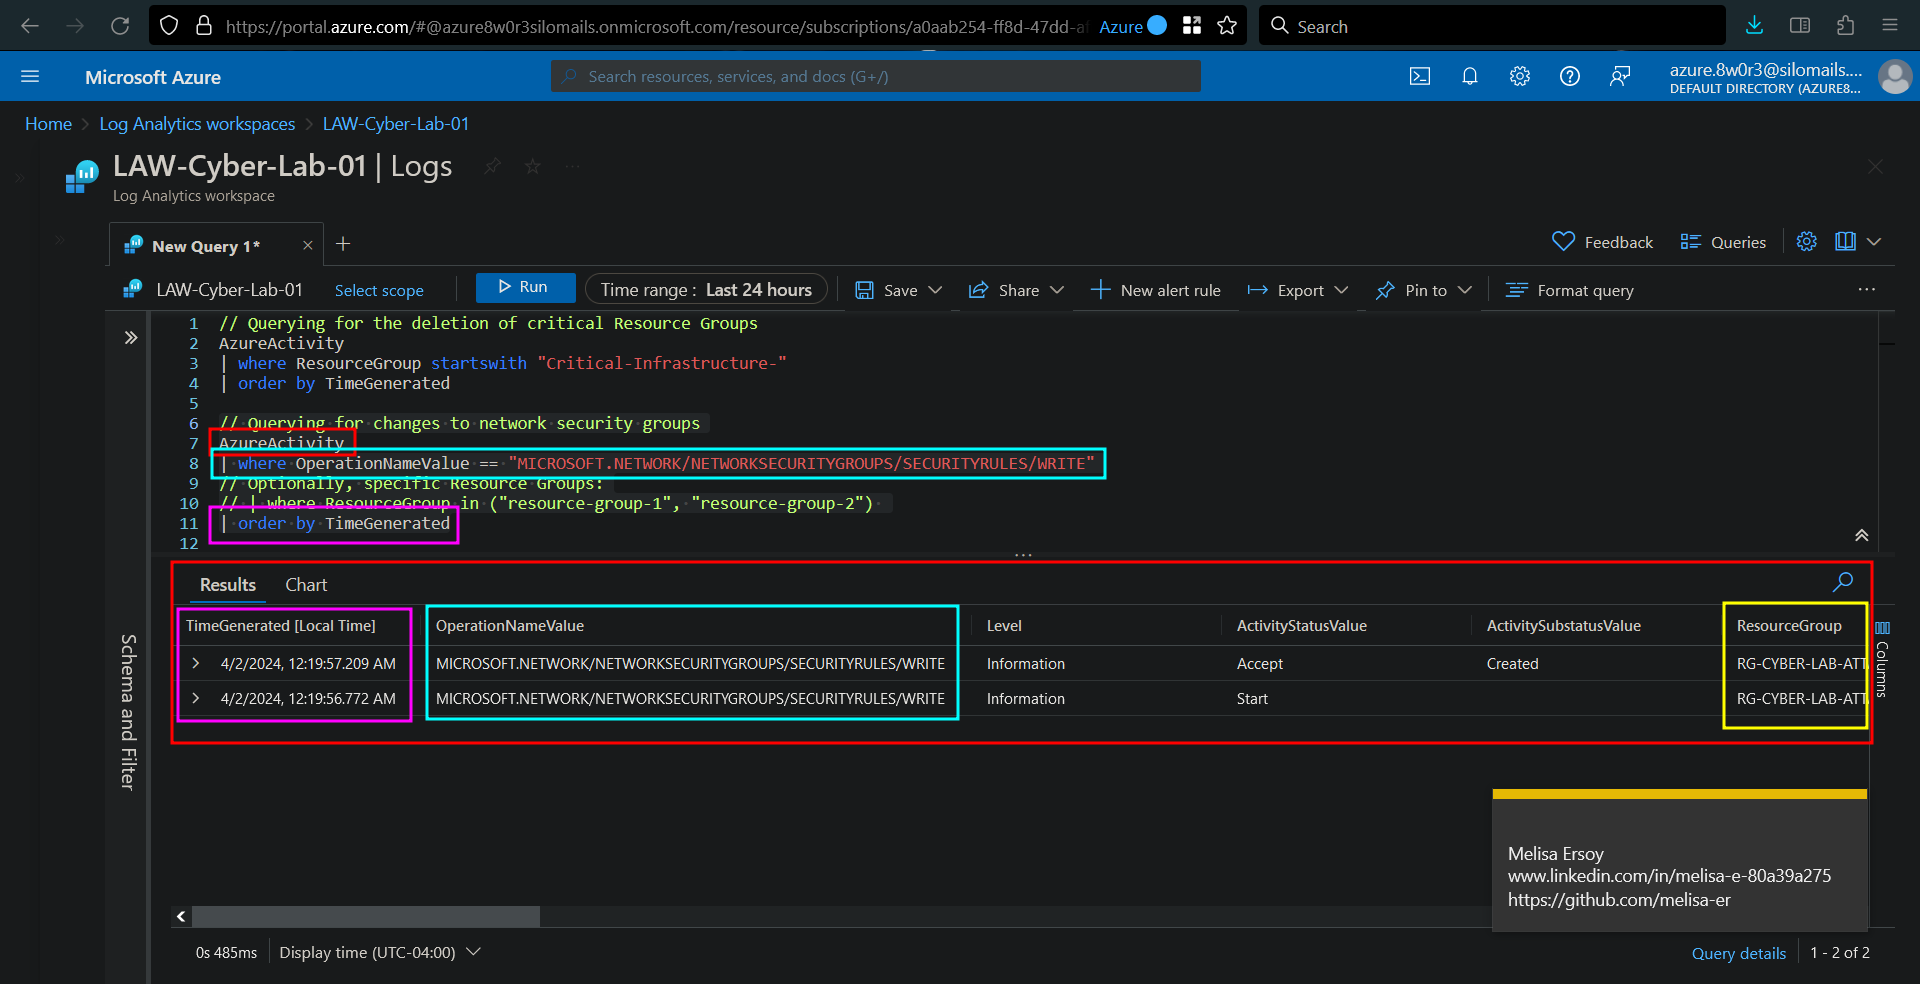 https://portal.azure.com/#@azure8w0r3silomails.onmicrosoft.com/resource/subscriptions/a0aab254-ff8d-47dd-a
Azure
Search
Microsoft Azure
Search resources, services, and docs (G+/)
azure.8w0r3@silomails....
DEFAULT DIRECTORY (AZURE8...
Home > Log Analytics workspaces > LAW-Cyber-Lab-01
LAW-Cyber-Lab-01 | Logs
Log Analytics workspace
New Query 1*
Feedback
Queries
LAW-Cyber-Lab-01
Select scope
Run
Time range : Last 24 hours
Save
Share
New alert rule
Export
Pin to
Format query
1 // Querying for the deletion of critical Resource Groups
2 AzureActivity
3 | where ResourceGroup startswith "Critical-Infrastructure-"
4 | order by TimeGenerated
5
6 // Querying for changes to network security groups
7 AzureActivity
8 | where OperationNameValue == "MICROSOFT.NETWORK/NETWORKSECURITYGROUPS/SECURITYRULES/WRITE"
9 // Optionally, specific Resource Groups:
10 // | where ResourceGroup in ("resource-group-1", "resource-group-2")
11 | order by TimeGenerated
12
Schema and Filter
Results
Chart
TimeGenerated [Local Time] OperationNameValue Level ActivityStatusValue ActivitySubstatusValue ResourceGroup
4/2/2024, 12:19:57.209 AM MICROSOFT.NETWORK/NETWORKSECURITYGROUPS/SECURITYRULES/WRITE Information Accept Created RG-CYBER-LAB-ATT
4/2/2024, 12:19:56.772 AM MICROSOFT.NETWORK/NETWORKSECURITYGROUPS/SECURITYRULES/WRITE Information Start RG-CYBER-LAB-ATT
Columns
Melisa Ersoy
www.linkedin.com/in/melisa-e-80a39a275
https://github.com/melisa-er
0s 485ms
Display time (UTC-04:00)
Query details
1 - 2 of 2